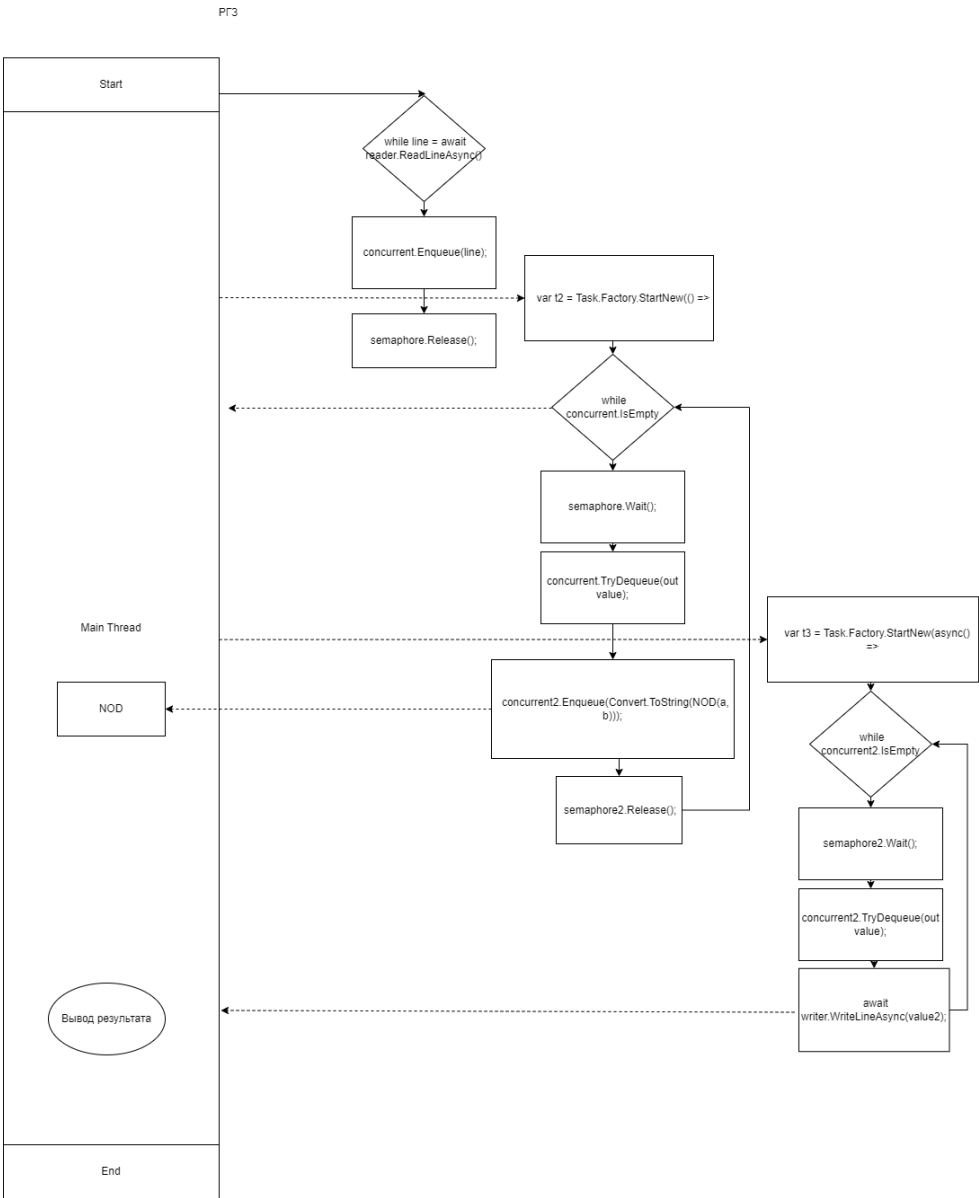 РГЗ
Start
while line = await
reader.ReadLineAsync()
concurrent.Enqueue(line);
var t2 = Task.Factory.StartNew(() =>
semaphore.Release();
while
concurrent.IsEmpty
semaphore.Wait();
concurrent.TryDequeue(out
value);
Main Thread
var t3 = Task.Factory.StartNew(async()
=>
NOD
concurrent2.Enqueue(Convert.ToString(NOD(a,
b)));
while
concurrent2.IsEmpty
semaphore2.Release();
semaphore2.Wait();
concurrent2.TryDequeue(out
value);
Вывод результата
await
writer.WriteLineAsync(value2);
End